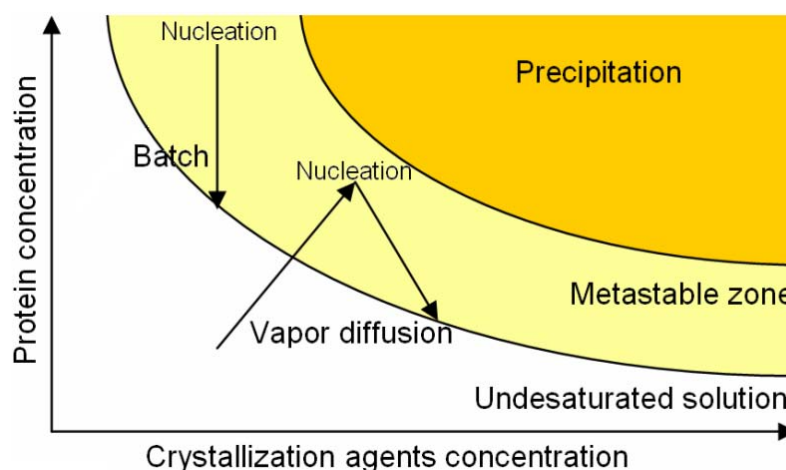 Nucleation
Precipitation
Batch
Nucleation
Metastable zone
Vapor diffusion
Undesaturated solution
Protein concentration
Crystallization agents concentration